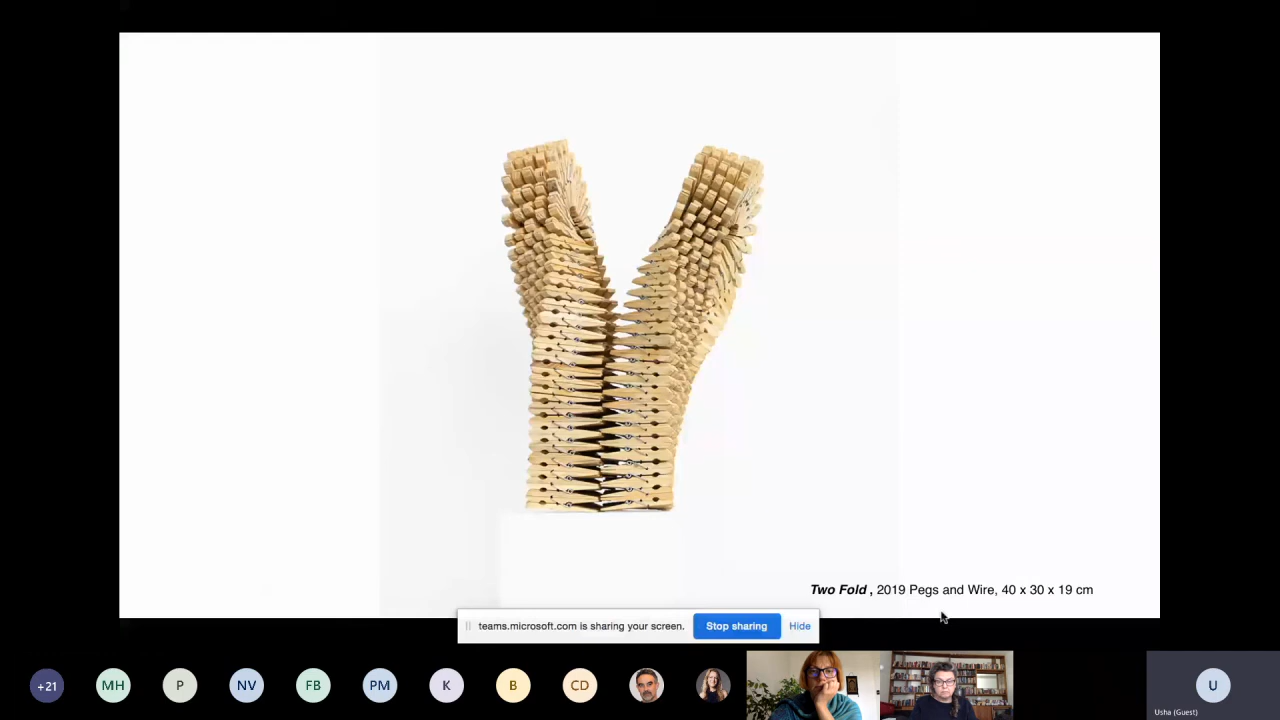 Two Fold , 2019 Pegs and Wire, 40 x 30 x 19 cm
teams.microsoft.com is sharing your screen. Stop sharing Hide
+21 MH P NV FB PM K B CD U
Usha (Guest)